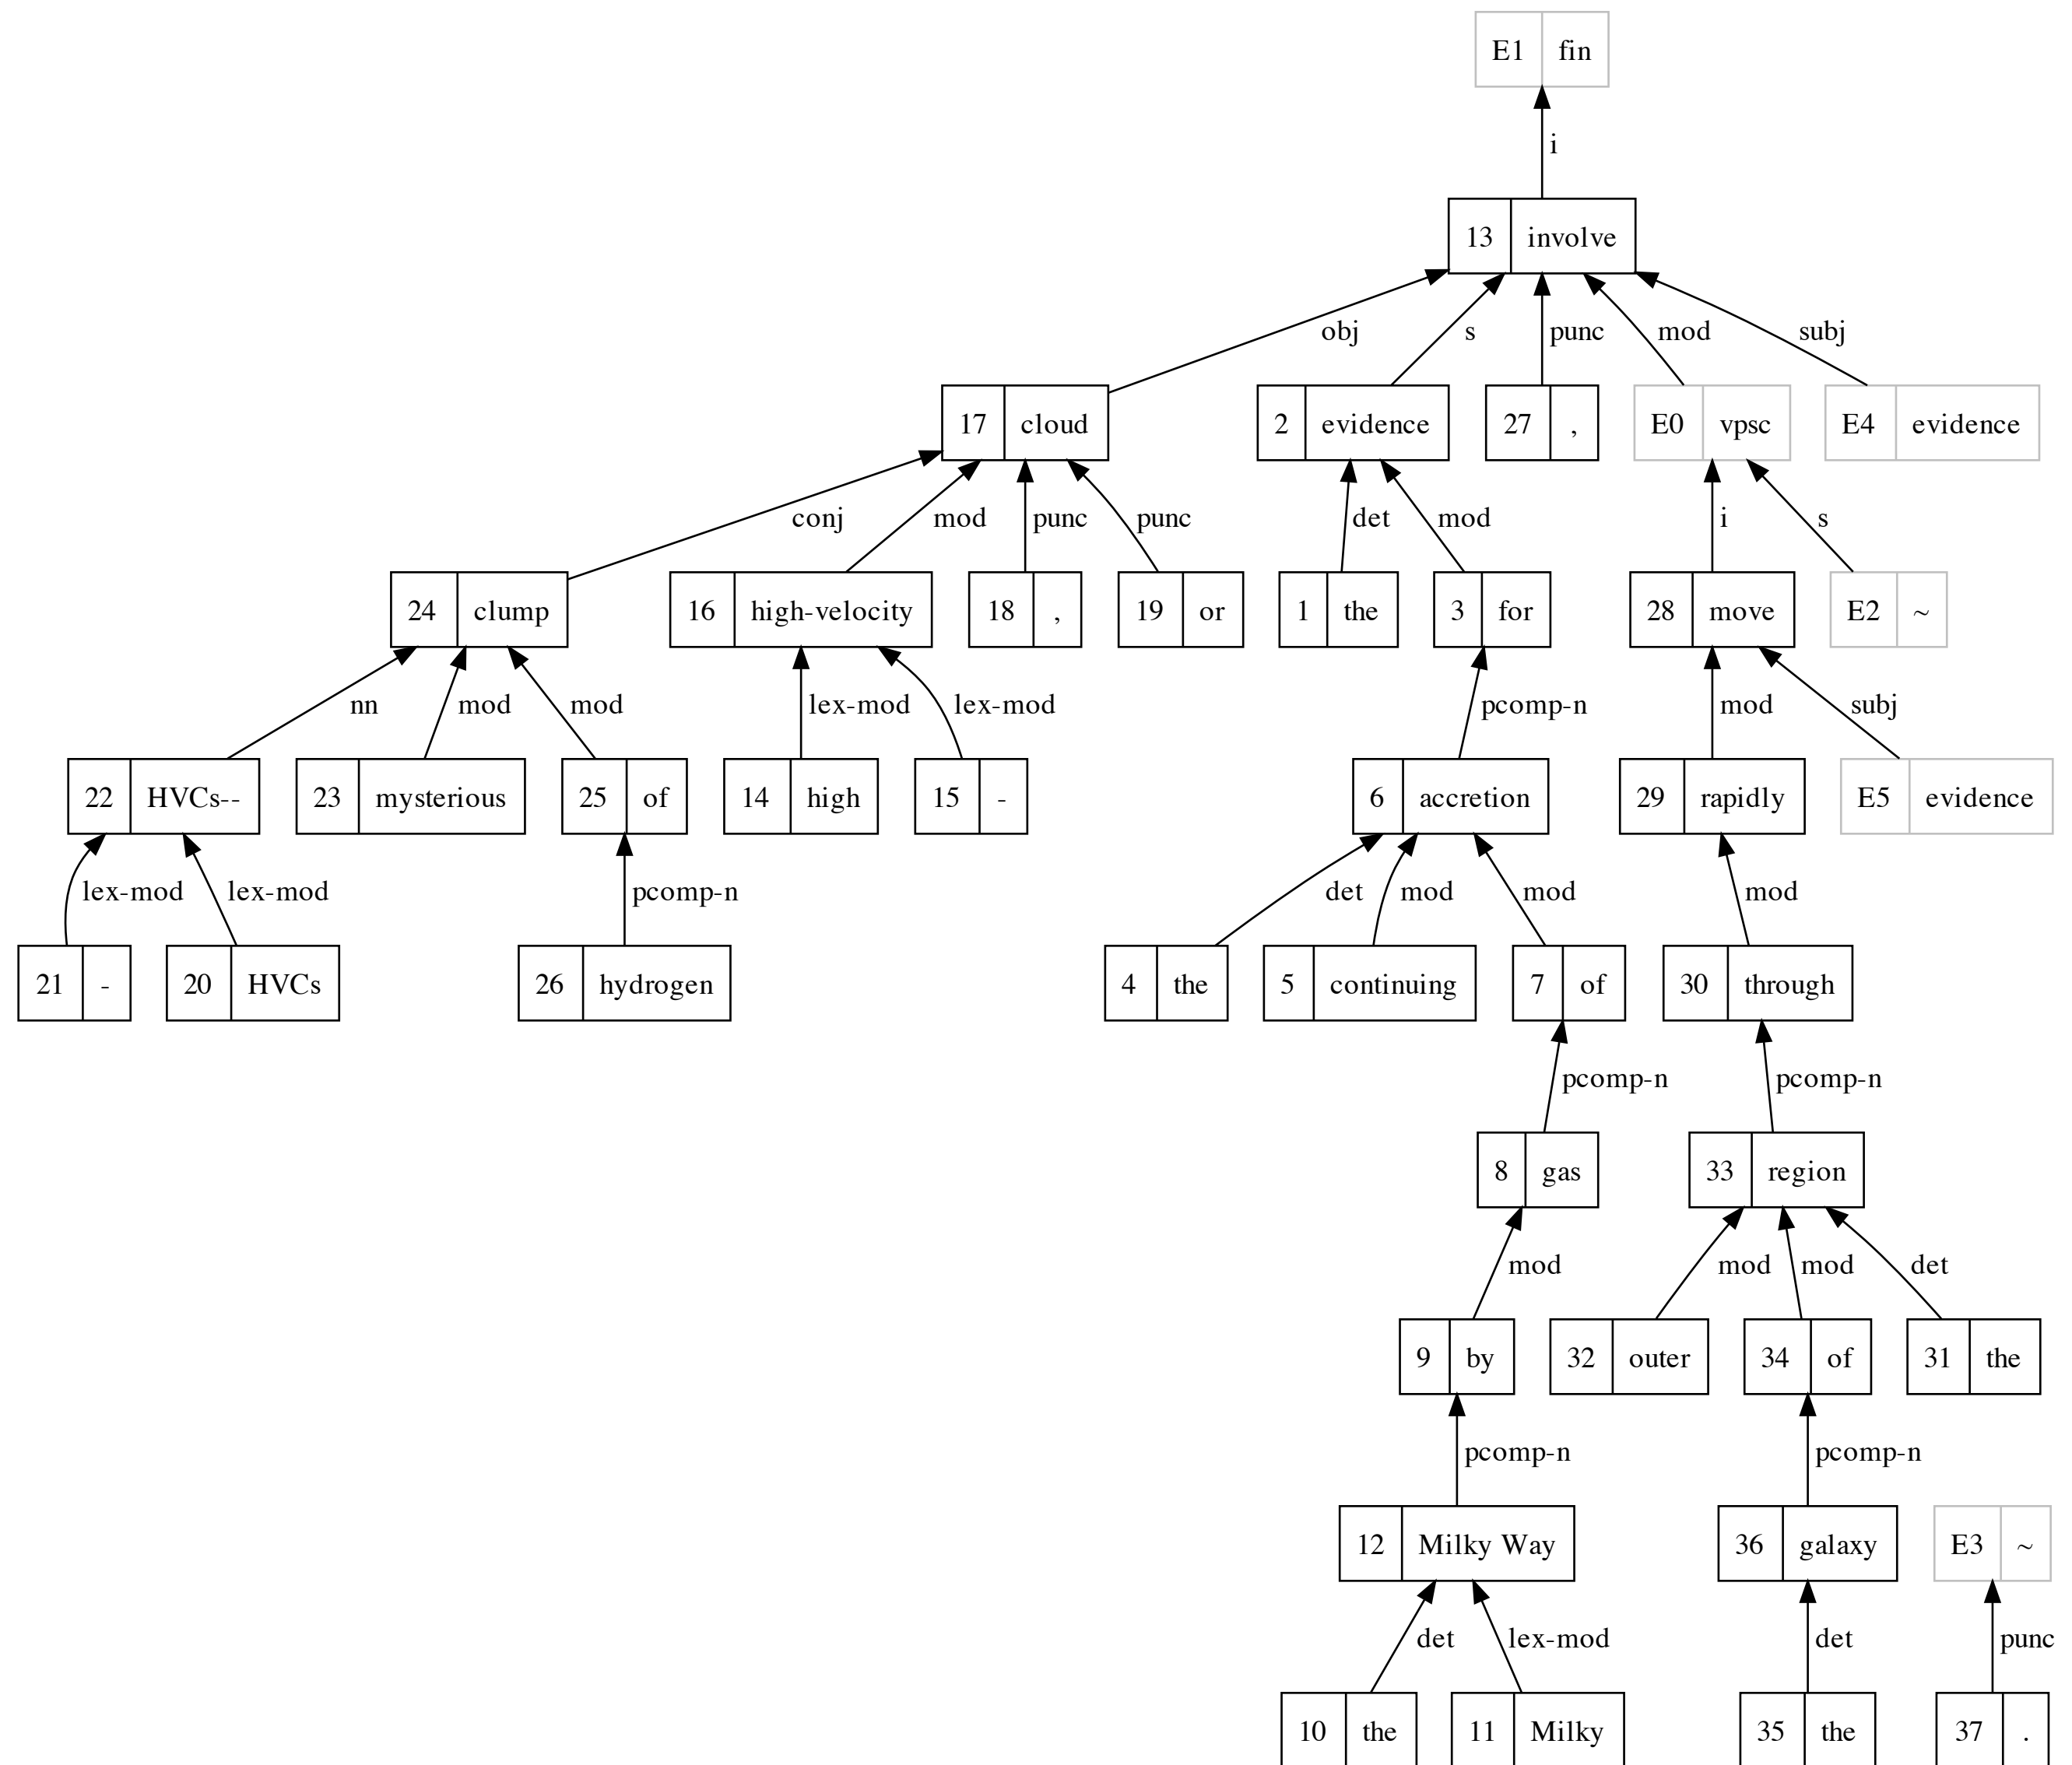 E1 fin
i
13 involve
obj s punc mod subj
17 cloud 2 evidence 27 , E0 vpsc E4 evidence
conj mod punc punc det mod i s
24 clump 16 high-velocity 18 , 19 or 1 the 3 for 28 move E2 ~
nn mod mod lex-mod lex-mod pcomp-n mod subj
22 HVCs-- 23 mysterious 25 of 14 high 15 - 6 accretion 29 rapidly E5 evidence
lex-mod lex-mod pcomp-n det mod mod mod
21 - 20 HVCs 26 hydrogen 4 the 5 continuing 7 of 30 through
pcomp-n pcomp-n
8 gas 33 region
mod mod mod det
9 by 32 outer 34 of 31 the
pcomp-n pcomp-n
12 Milky Way 36 galaxy E3 ~
det lex-mod det punc
10 the 11 Milky 35 the 37 .